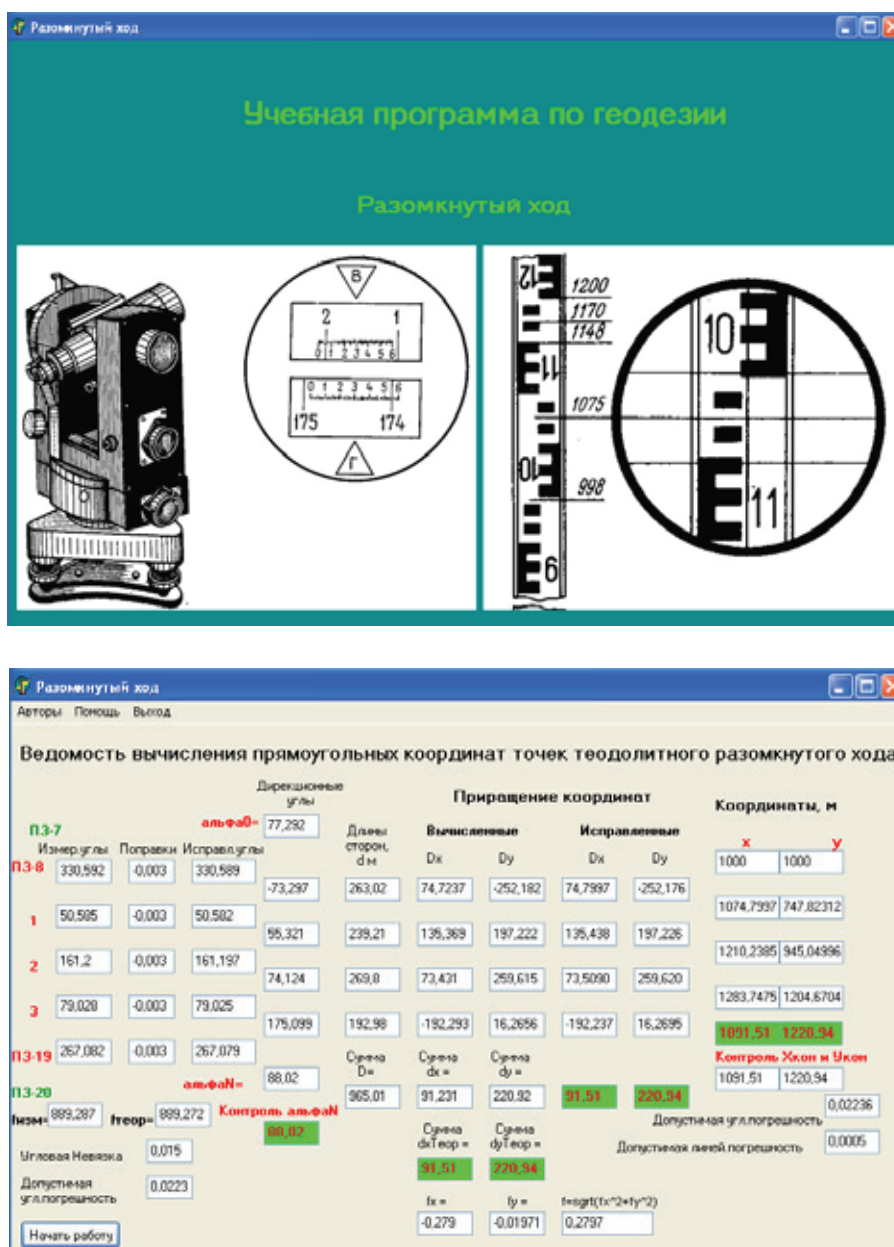 Разомкнутый ход
Учебная программа по геодезии
Разомкнутый ход
В
2 1
0 1 2 3 4 5 6
0 1 2 3 4 5 6
175 174
Г
12
1200
1170
1148
11
1075
10
998
9
10
11
Разомкнутый ход
Авторы Помощь Выход
Ведомость вычисления прямоугольных координат точек теодолитного разомкнутого хода
Дирекционные углы
Приращение координат
Координаты, м
ПЗ-7
альфа0= 77,292
Длины сторон, d м
Вычисленные Исправленные
x y
Измер.углы Поправки Исправл.углы
Dx Dy Dx Dy
1000 1000
ПЗ-8 330,592 -0,003 330,589
-73,297 263,02 74,7237 -252,182 74,7997 -252,176
1074,7997 747,82312
1 50,585 -0,003 50,582
55,321 239,21 135,369 197,222 135,438 197,226
1210,2385 945,04996
2 161,2 -0,003 161,197
74,124 269,8 73,431 259,615 73,5090 259,620
1283,7475 1204,6704
3 79,028 -0,003 79,025
175,099 192,98 -192,293 16,2656 -192,237 16,2695
1091,51 1220,94
ПЗ-19 267,082 -0,003 267,079
Сумма D= Сумма dx= Сумма dy=
Контроль Xкон и Yкон
альфаN= 88,02
965,01 91,231 220,92 91,51 220,94
1091,51 1220,94
ПЗ-20
fизм= 889,287 fтеор= 889,272 Контроль альфаN
88,02
0,02236
Допустимая угл.погрешность
Сумма dxТеор = Сумма dyТеор =
Допустимая линей.погрешность 0,0005
Угловая Невязка 0,015
91,51 220,94
Допустимая угл.погрешность 0.0223
fx = fy = f=sqrt(fx^2+fy^2)
-0,279 -0,01971 0,2797
Начать работу